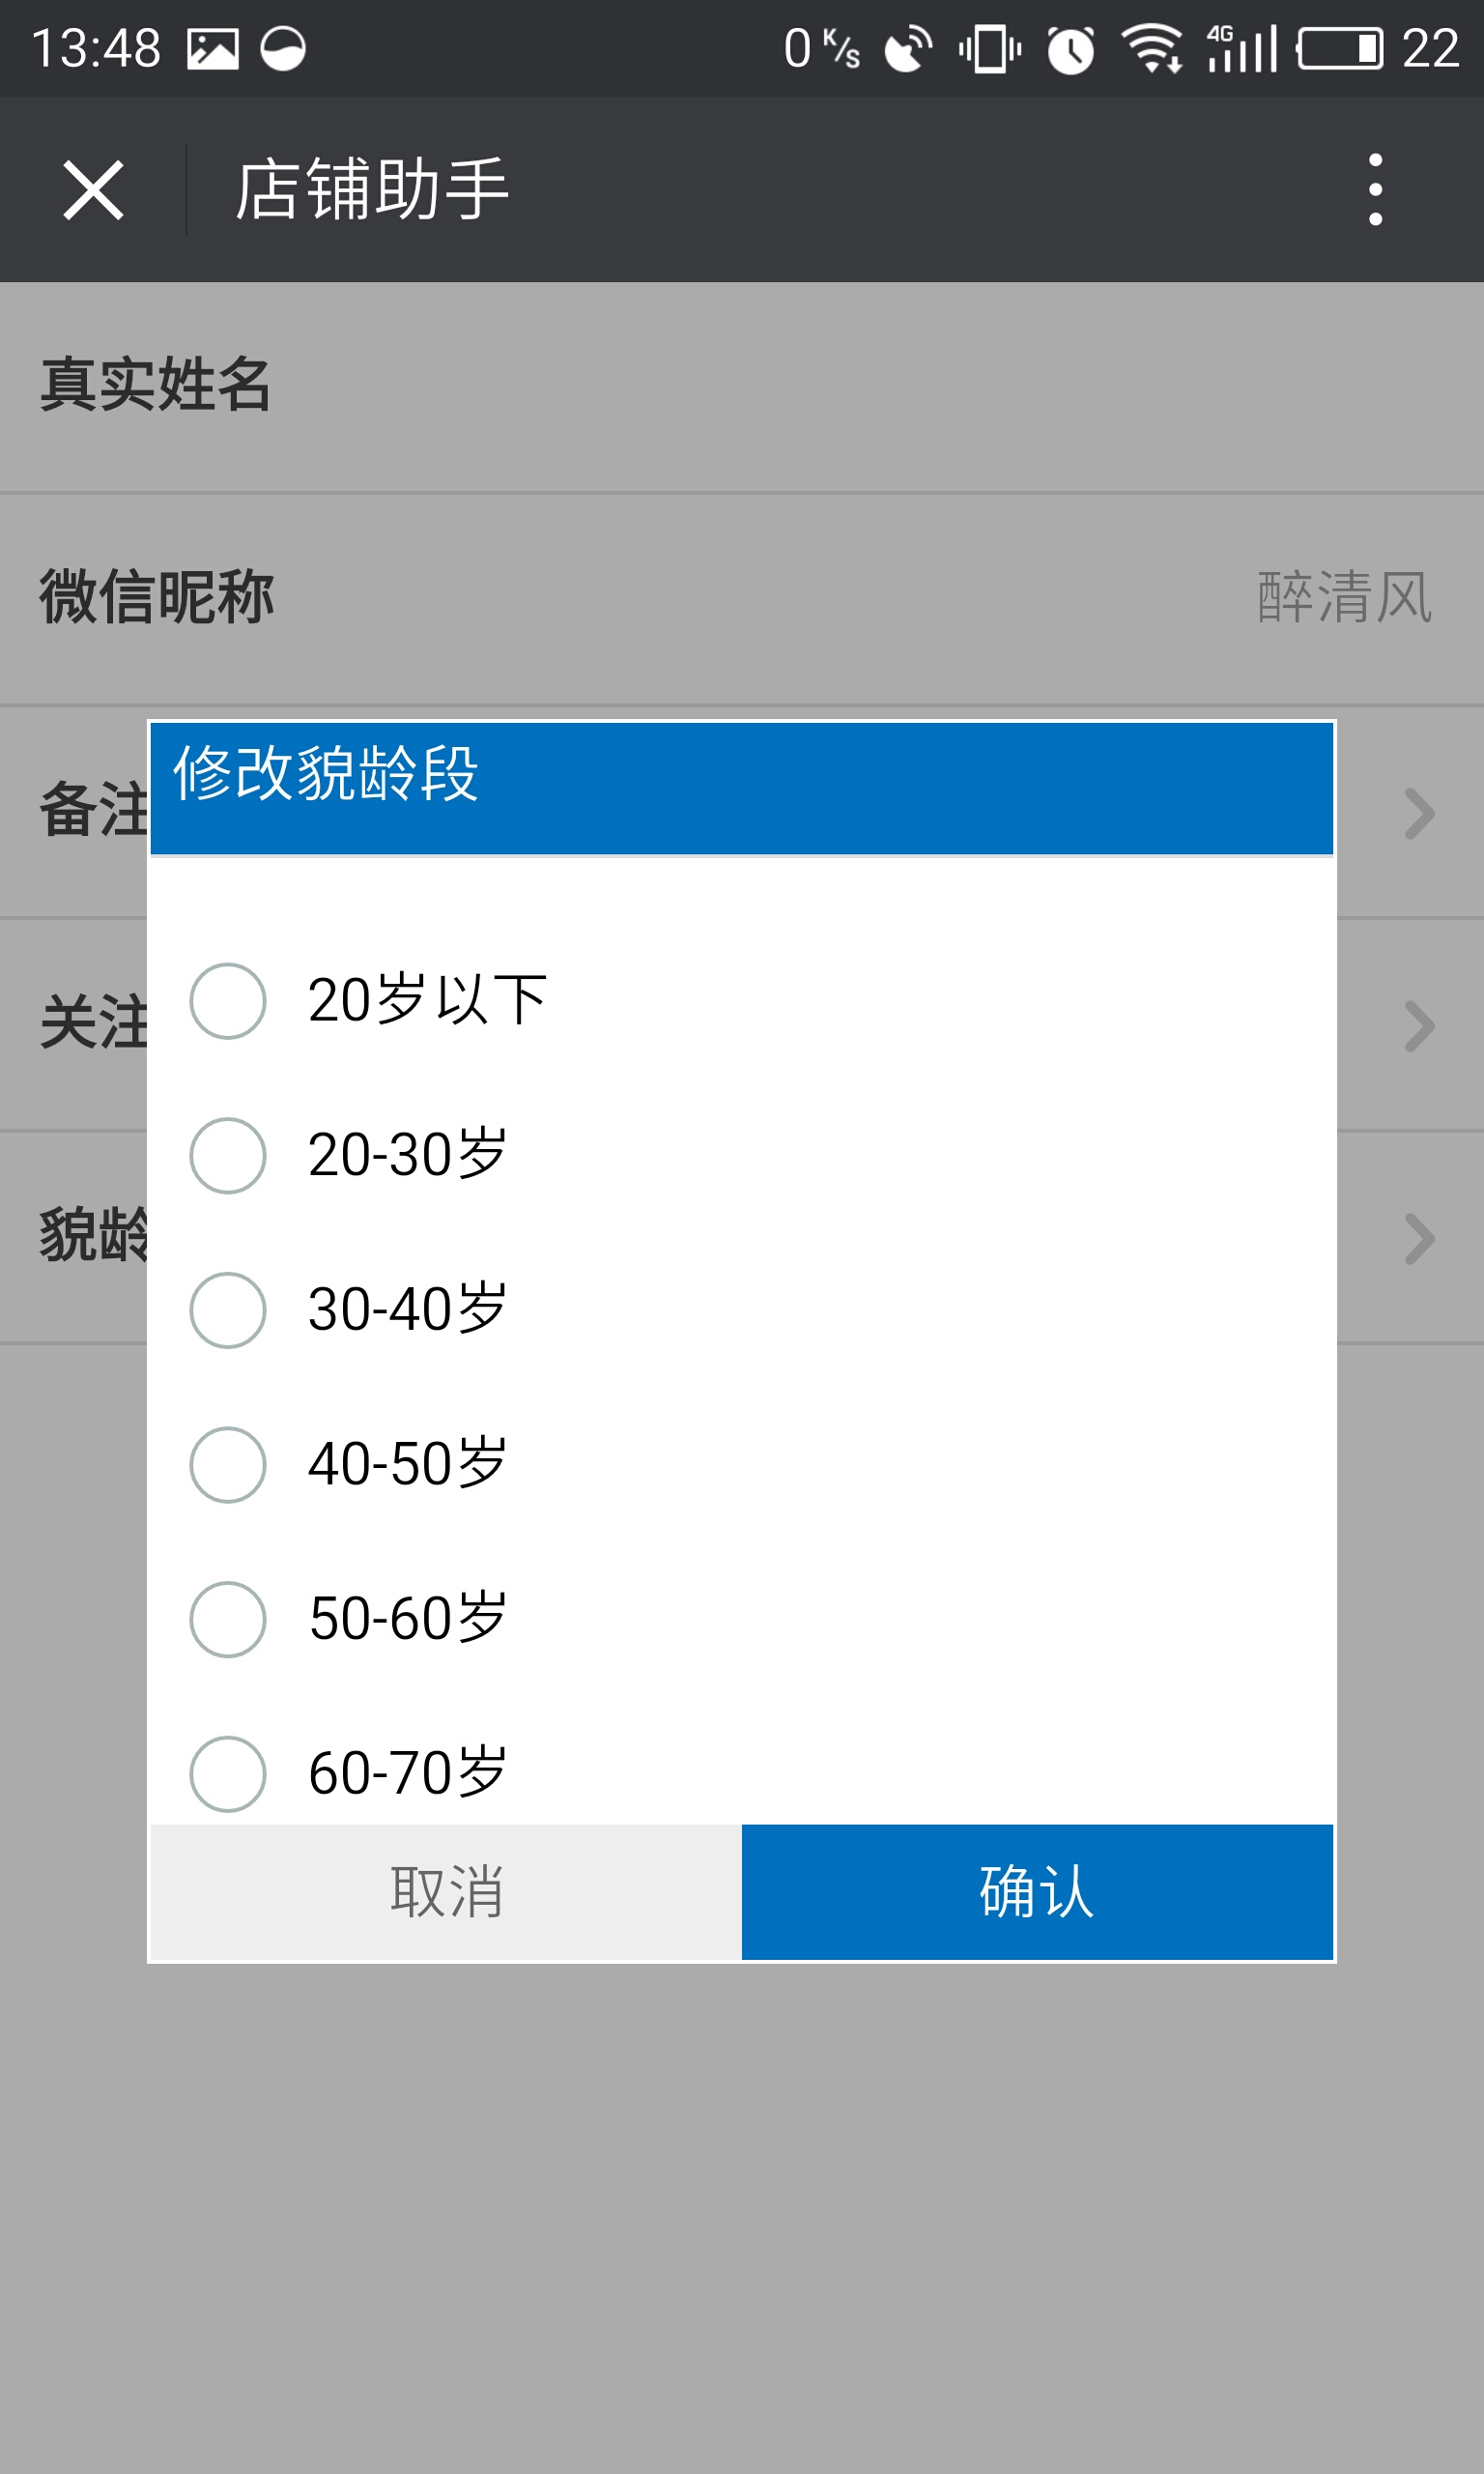 13:48 0 K/s 4G 22
店铺助手
真实姓名
微信昵称 醉清风
备注
关注
貌龄
修改貌龄段
20岁以下
20-30岁
30-40岁
40-50岁
50-60岁
60-70岁
取消 确认